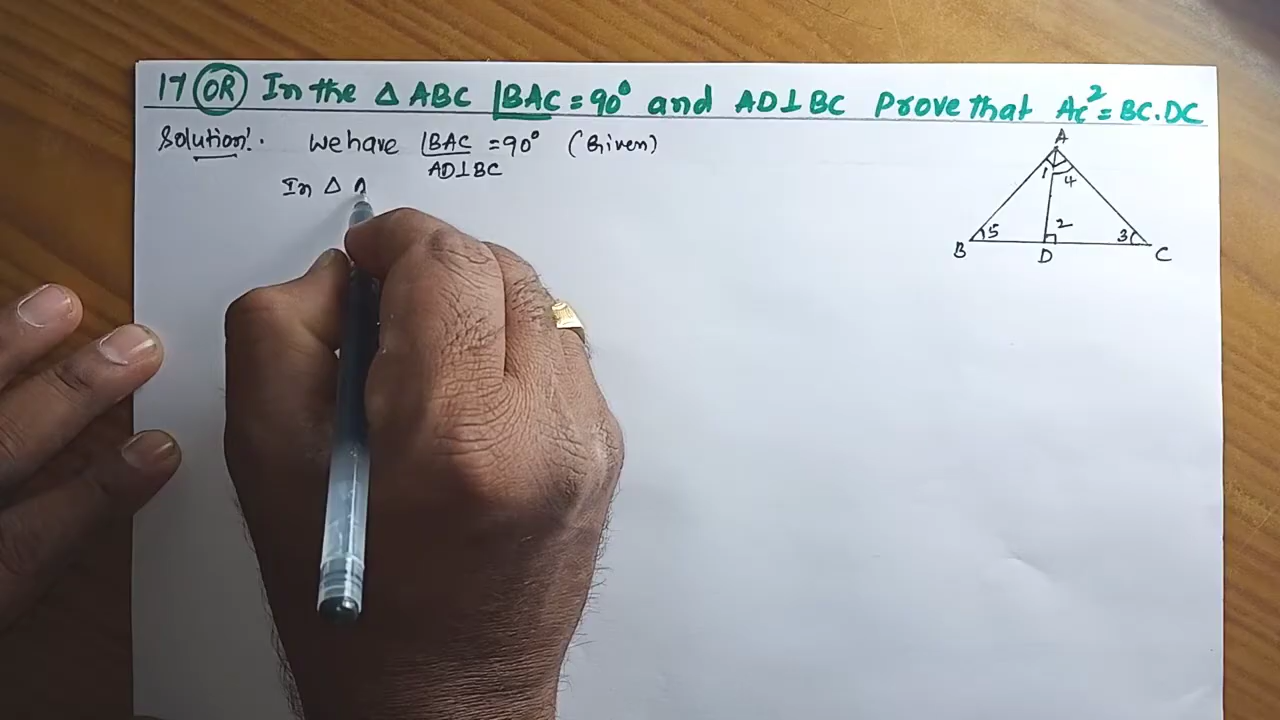 17 OR In the △ ABC ∠BAC = 90° and AD⊥BC Prove that AC² = BC.DC
Solution:. We have ∠BAC = 90° (Given)
AD⊥BC
In △ A
A
1 4
2
B 5 3 C
D